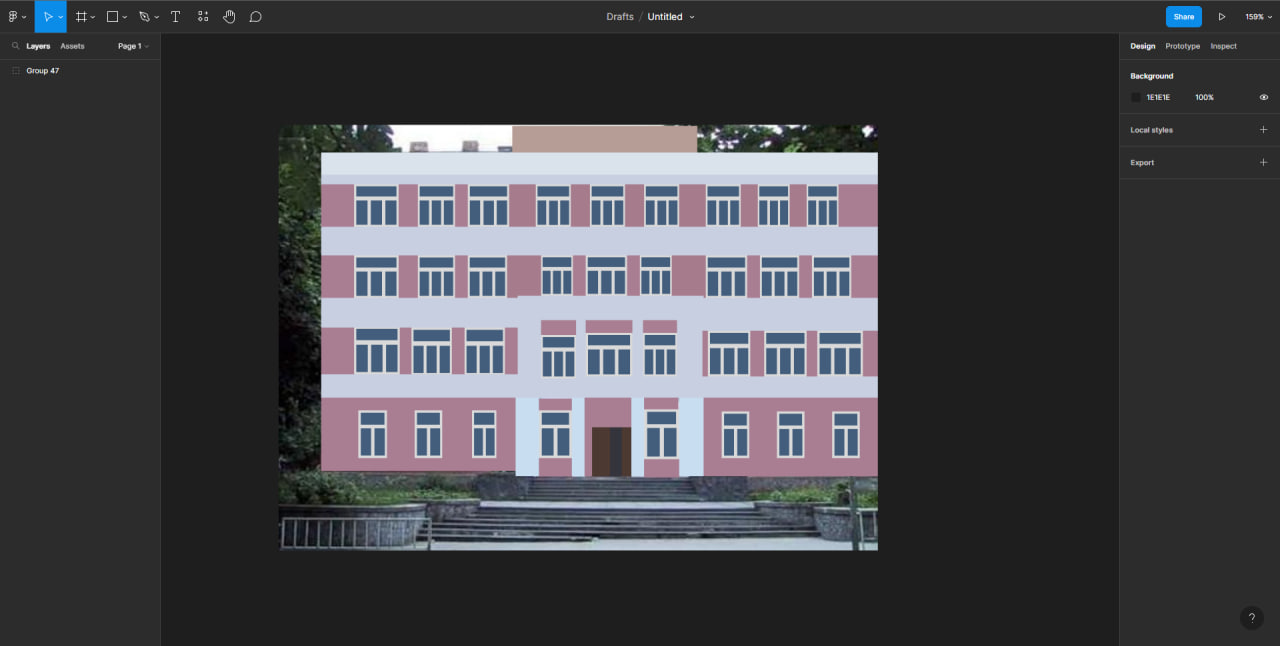 T
Drafts / Untitled
Share
159%
Layers Assets Page 1
Group 47
Design Prototype Inspect
Background
1E1E1E 100%
Local styles
Export
?